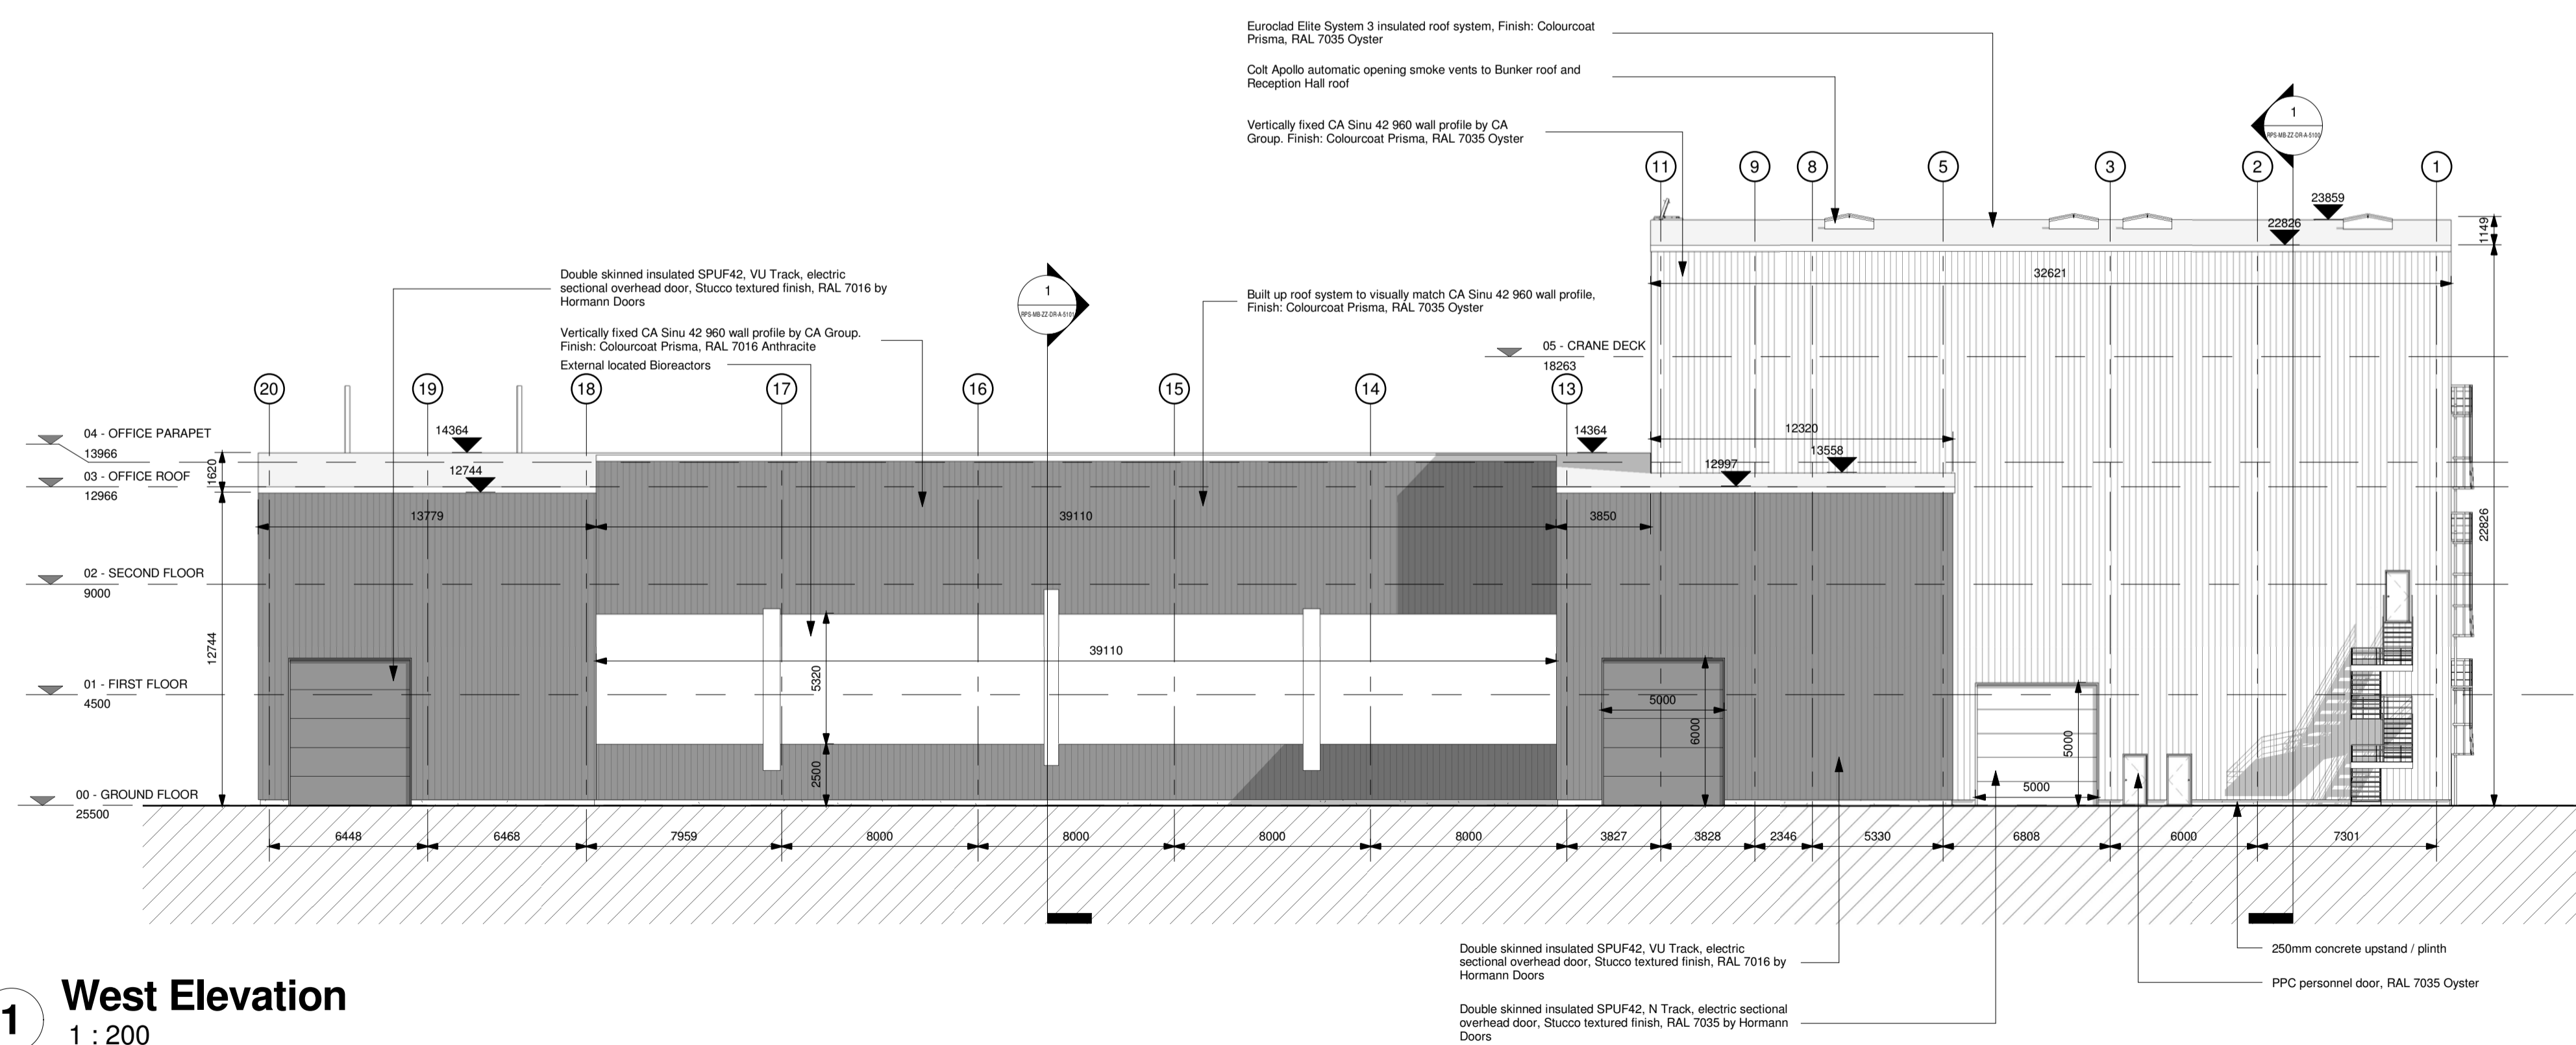 Euroclad Elite System 3 insulated roof system, Finish: Colourcoat
Prisma, RAL 7035 Oyster
Colt Apollo automatic opening smoke vents to Bunker roof and
Reception Hall roof
Vertically fixed CA Sinu 42 960 wall profile by CA
Group. Finish: Colourcoat Prisma, RAL 7035 Oyster
1
RPS-MB-ZZ-DR-A-5100
11
9
8
5
3
2
1
23859
22826
1149
32621
Double skinned insulated SPUF42, VU Track, electric
sectional overhead door, Stucco textured finish, RAL 7016 by
Hormann Doors
1
RPS-MB-ZZ-DR-A-5101
Built up roof system to visually match CA Sinu 42 960 wall profile,
Finish: Colourcoat Prisma, RAL 7035 Oyster
Vertically fixed CA Sinu 42 960 wall profile by CA Group.
Finish: Colourcoat Prisma, RAL 7016 Anthracite
External located Bioreactors
05 - CRANE DECK
18263
20
19
18
17
16
15
14
13
04 - OFFICE PARAPET
13966
14364
14364
12320
13558
12997
03 - OFFICE ROOF
12966
1620
12744
13779
39110
3850
22826
02 - SECOND FLOOR
9000
12744
39110
5320
01 - FIRST FLOOR
4500
5000
6000
5000
5000
2500
00 - GROUND FLOOR
25500
6448
6468
7959
8000
8000
8000
8000
3827
3828
2346
5330
6808
6000
7301
Double skinned insulated SPUF42, VU Track, electric
sectional overhead door, Stucco textured finish, RAL 7016 by
Hormann Doors
250mm concrete upstand / plinth
PPC personnel door, RAL 7035 Oyster
Double skinned insulated SPUF42, N Track, electric sectional
overhead door, Stucco textured finish, RAL 7035 by Hormann
Doors
1
West Elevation
1 : 200